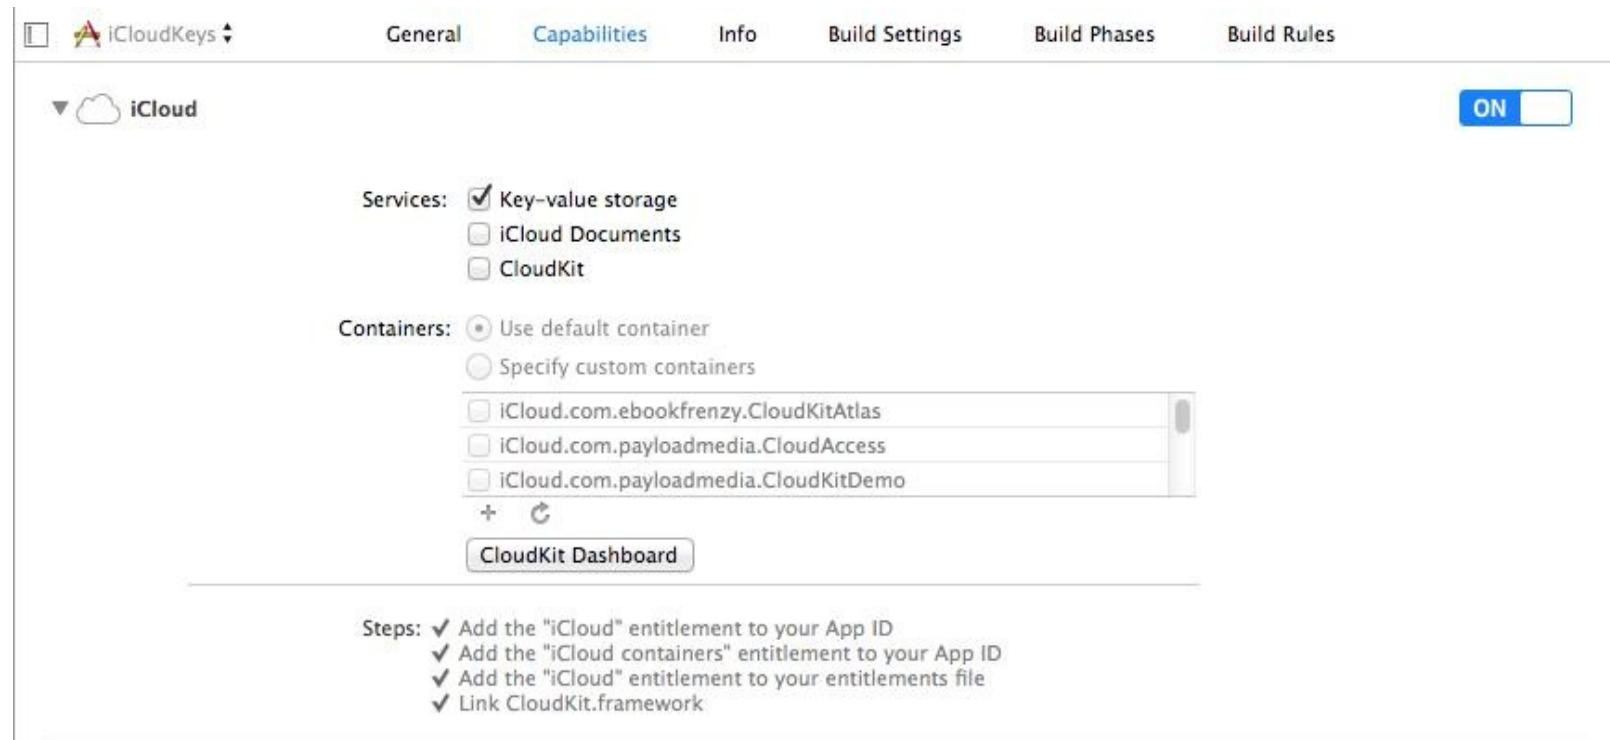 iCloudKeys General Capabilities Info Build Settings Build Phases Build Rules
iCloud ON
Services: Key-value storage
iCloud Documents
CloudKit
Containers: Use default container
Specify custom containers
iCloud.com.ebookfrenzy.CloudKitAtlas
iCloud.com.payloadmedia.CloudAccess
iCloud.com.payloadmedia.CloudKitDemo
CloudKit Dashboard
Steps: Add the "iCloud" entitlement to your App ID
Add the "iCloud containers" entitlement to your App ID
Add the "iCloud" entitlement to your entitlements file
Link CloudKit.framework